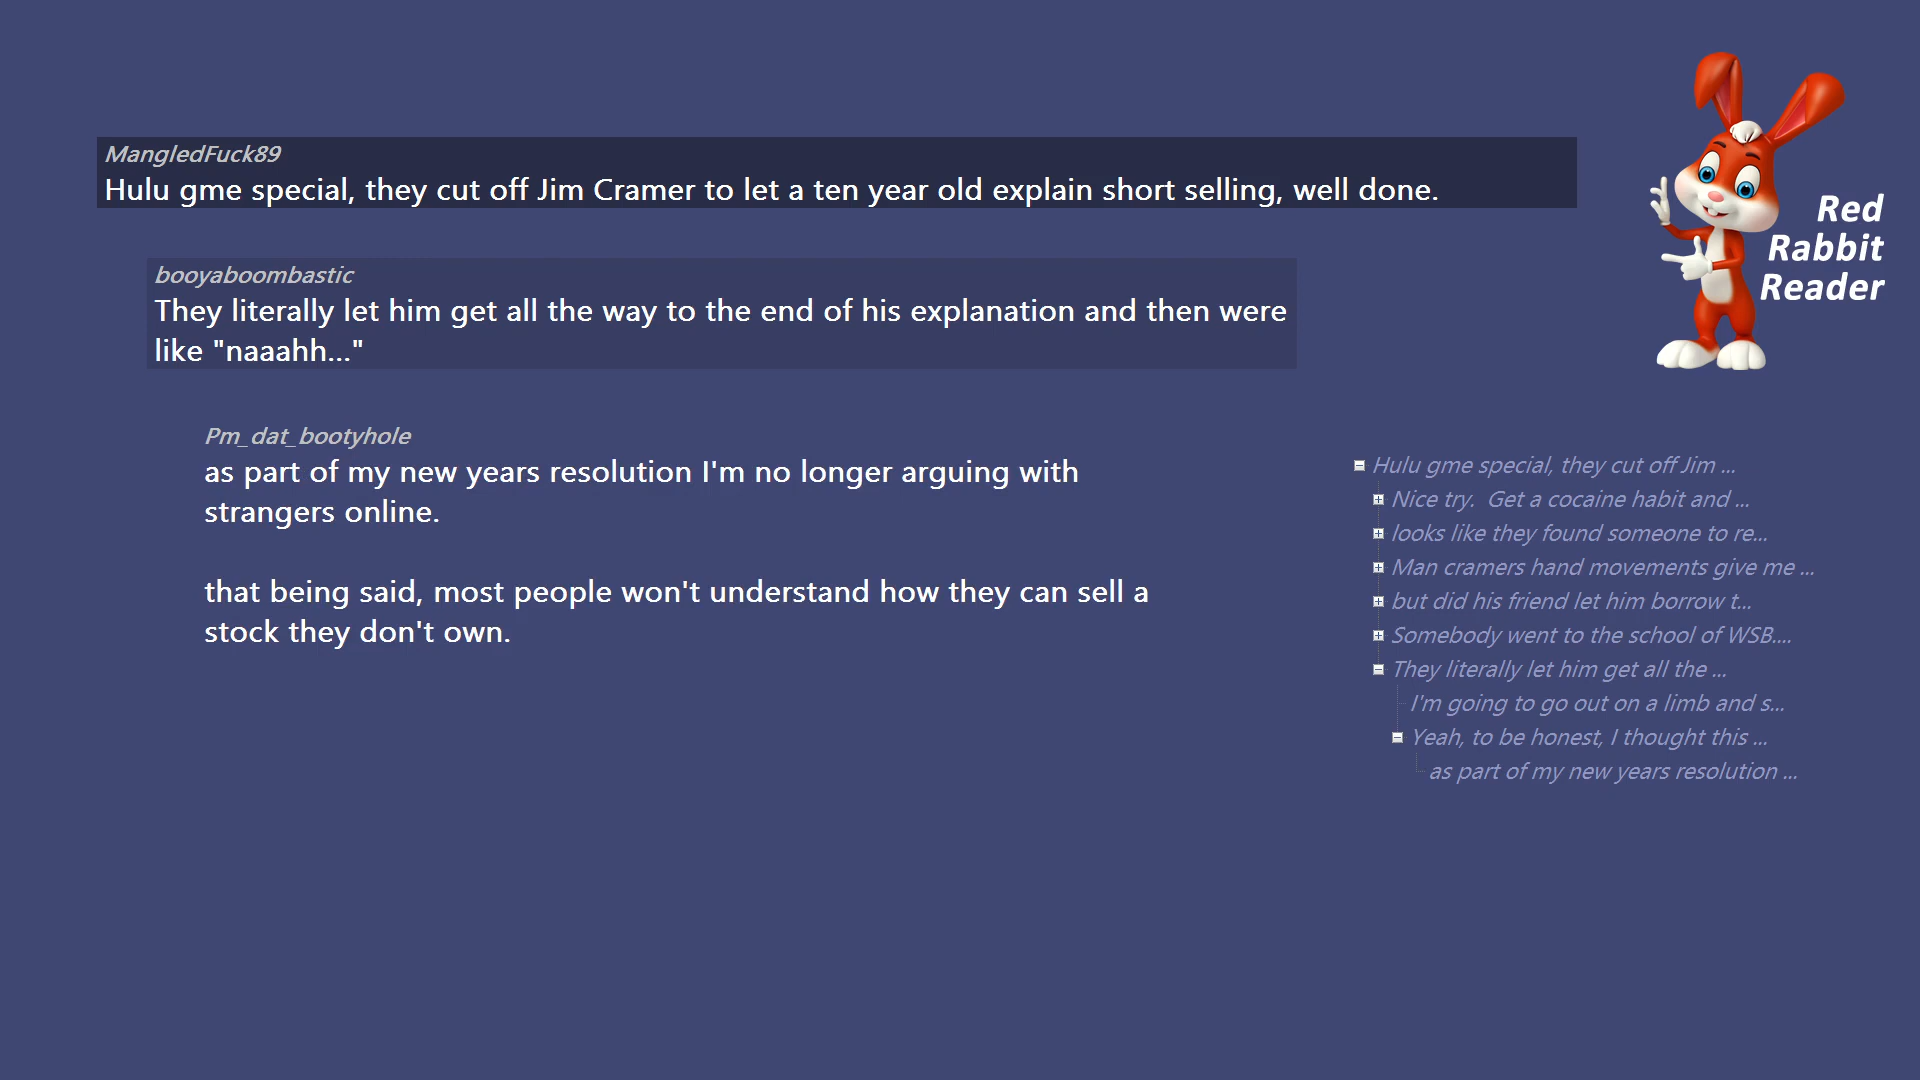 MangledFuck89
Hulu gme special, they cut off Jim Cramer to let a ten year old explain short selling, well done.
booyaboombastic
They literally let him get all the way to the end of his explanation and then were
like "naaahh..."
Pm_dat_bootyhole
as part of my new years resolution I'm no longer arguing with
strangers online.
that being said, most people won't understand how they can sell a
stock they don't own.
Red
Rabbit
Reader
Hulu gme special, they cut off Jim ...
Nice try.  Get a cocaine habit and ...
looks like they found someone to re...
Man cramers hand movements give me ...
but did his friend let him borrow t...
Somebody went to the school of WSB....
They literally let him get all the ...
I'm going to go out on a limb and s...
Yeah, to be honest, I thought this ...
as part of my new years resolution ...